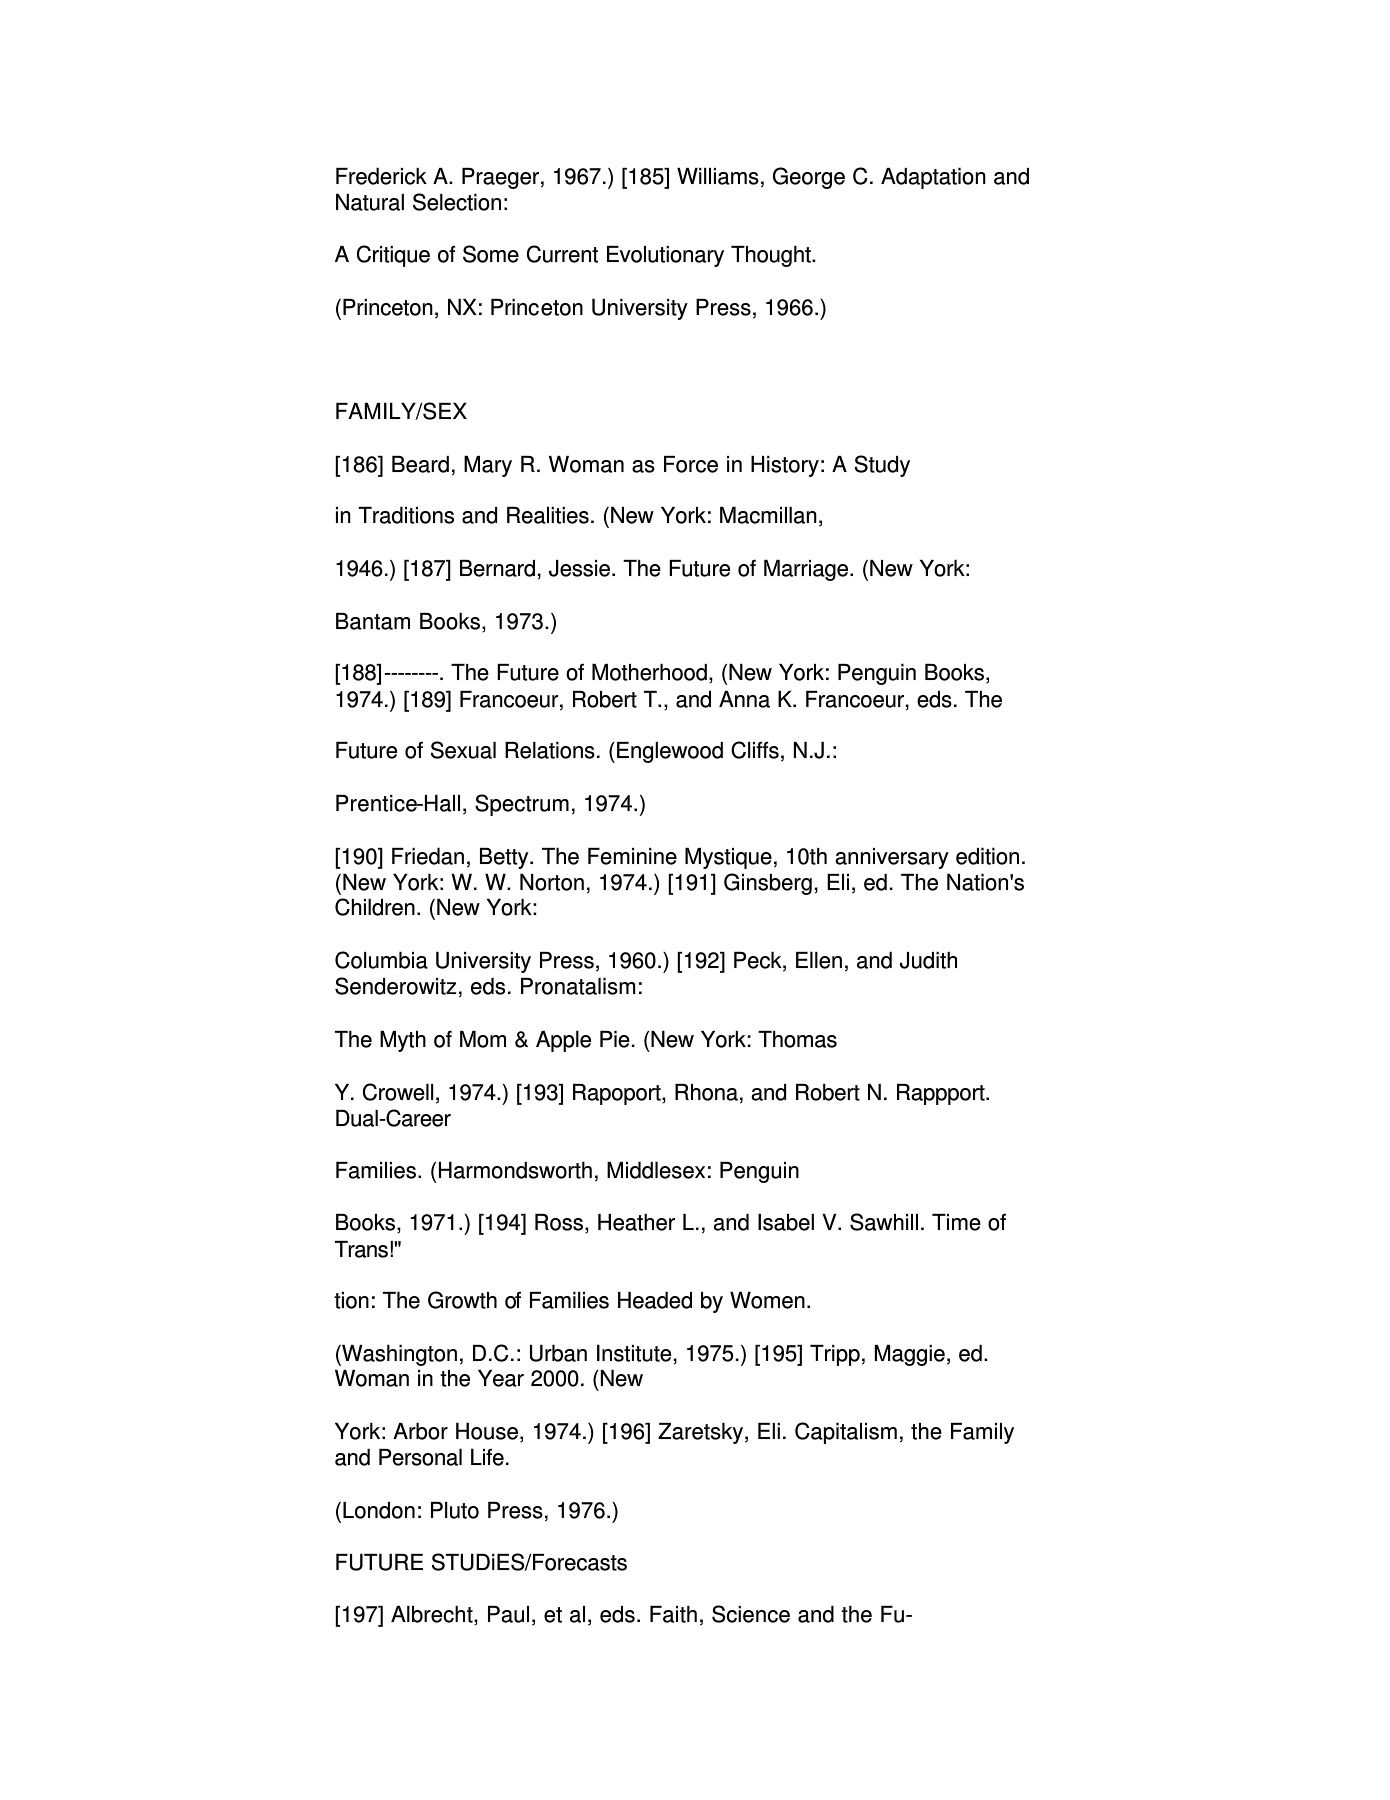 Frederick A. Praeger, 1967.) [185] Williams, George C. Adaptation and
Natural Selection:
A Critique of Some Current Evolutionary Thought.
(Princeton, NX: Princeton University Press, 1966.)
FAMILY/SEX
[186] Beard, Mary R. Woman as Force in History: A Study
in Traditions and Realities. (New York: Macmillan,
1946.) [187] Bernard, Jessie. The Future of Marriage. (New York:
Bantam Books, 1973.)
[188]--------. The Future of Motherhood, (New York: Penguin Books,
1974.) [189] Francoeur, Robert T., and Anna K. Francoeur, eds. The
Future of Sexual Relations. (Englewood Cliffs, N.J.:
Prentice-Hall, Spectrum, 1974.)
[190] Friedan, Betty. The Feminine Mystique, 10th anniversary edition.
(New York: W. W. Norton, 1974.) [191] Ginsberg, Eli, ed. The Nation's
Children. (New York:
Columbia University Press, 1960.) [192] Peck, Ellen, and Judith
Senderowitz, eds. Pronatalism:
The Myth of Mom & Apple Pie. (New York: Thomas
Y. Crowell, 1974.) [193] Rapoport, Rhona, and Robert N. Rappport.
Dual-Career
Families. (Harmondsworth, Middlesex: Penguin
Books, 1971.) [194] Ross, Heather L., and Isabel V. Sawhill. Time of
Trans!"
tion: The Growth of Families Headed by Women.
(Washington, D.C.: Urban Institute, 1975.) [195] Tripp, Maggie, ed.
Woman in the Year 2000. (New
York: Arbor House, 1974.) [196] Zaretsky, Eli. Capitalism, the Family
and Personal Life.
(London: Pluto Press, 1976.)
FUTURE STUDiES/Forecasts
[197] Albrecht, Paul, et al, eds. Faith, Science and the Fu-